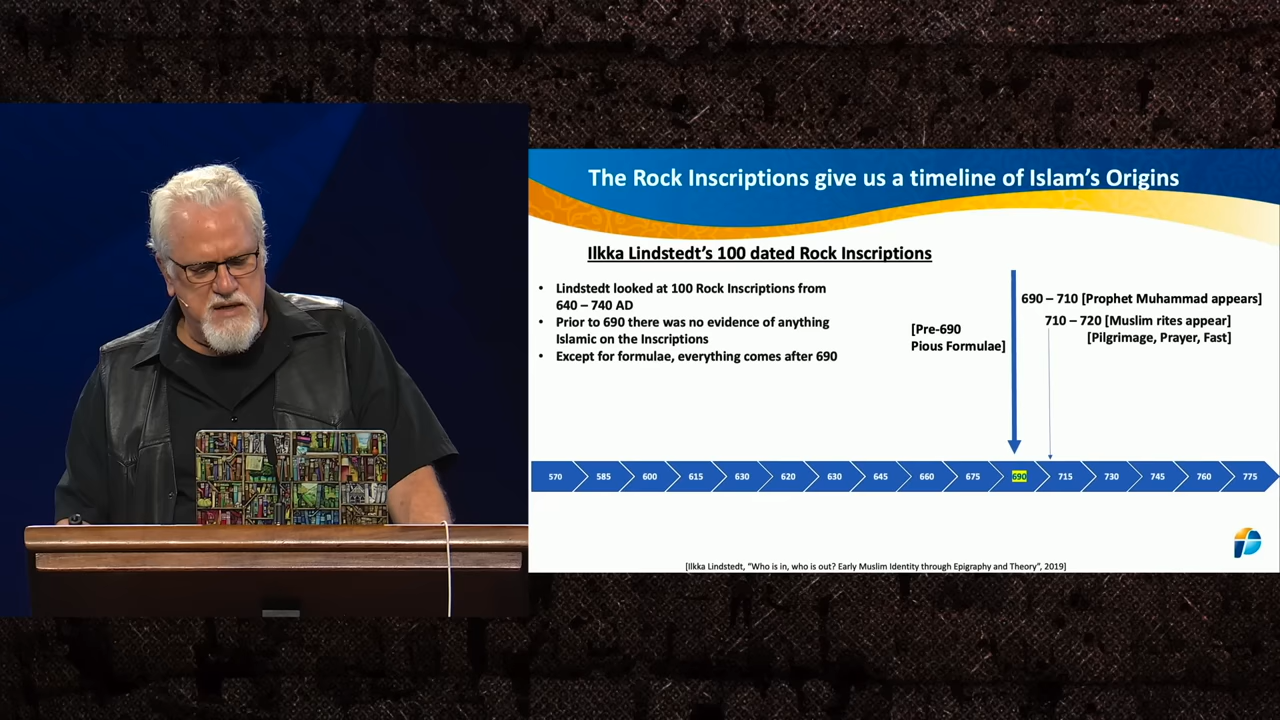 The Rock Inscriptions give us a timeline of Islam's Origins
Ilkka Lindstedt's 100 dated Rock Inscriptions
• Lindstedt looked at 100 Rock Inscriptions from
640 – 740 AD
• Prior to 690 there was no evidence of anything
Islamic on the Inscriptions
• Except for formulae, everything comes after 690
[Pre-690
Pious Formulae]
690 – 710 [Prophet Muhammad appears]
710 – 720 [Muslim rites appear]
[Pilgrimage, Prayer, Fast]
570 585 600 615 630 620 630 645 660 675 690 715 730 745 760 775
[Ilkka Lindstedt, "Who is in, who is out? Early Muslim Identity through Epigraphy and Theory", 2019]